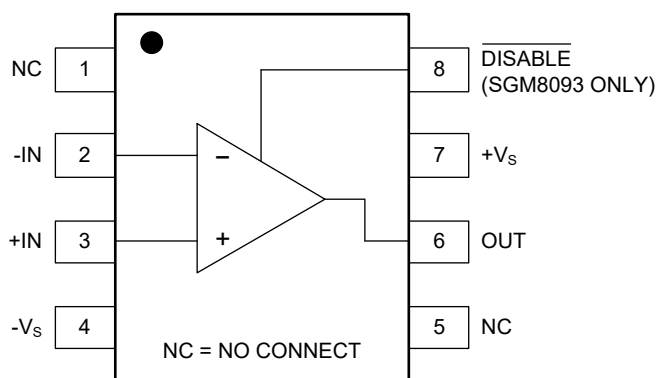 NC 1
-IN 2
+IN 3
-VS 4
8 DISABLE
(SGM8093 ONLY)
7 +VS
6 OUT
5 NC
−
+
NC = NO CONNECT